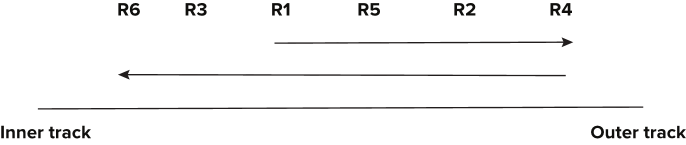 R6 R3 R1 R5 R2 R4
Inner track Outer track